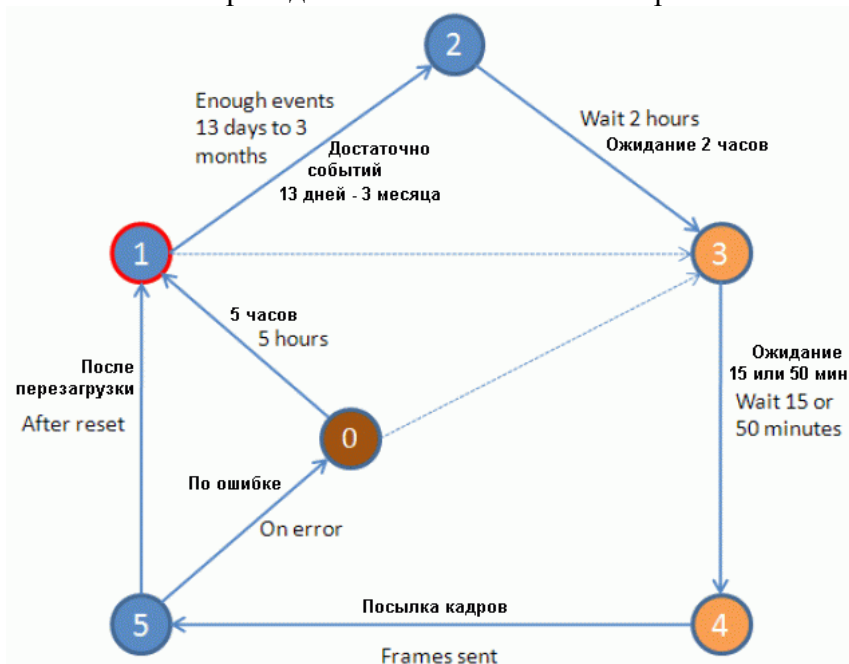 2
Enough events
13 days to 3
months
Достаточно
событий
13 дней - 3 месяца
Wait 2 hours
Ожидание 2 часов
1
3
5 часов
5 hours
После
перезагрузки
After reset
Ожидание
15 или 50 мин
Wait 15 or
50 minutes
0
По ошибке
On error
Посылка кадров
5
4
Frames sent